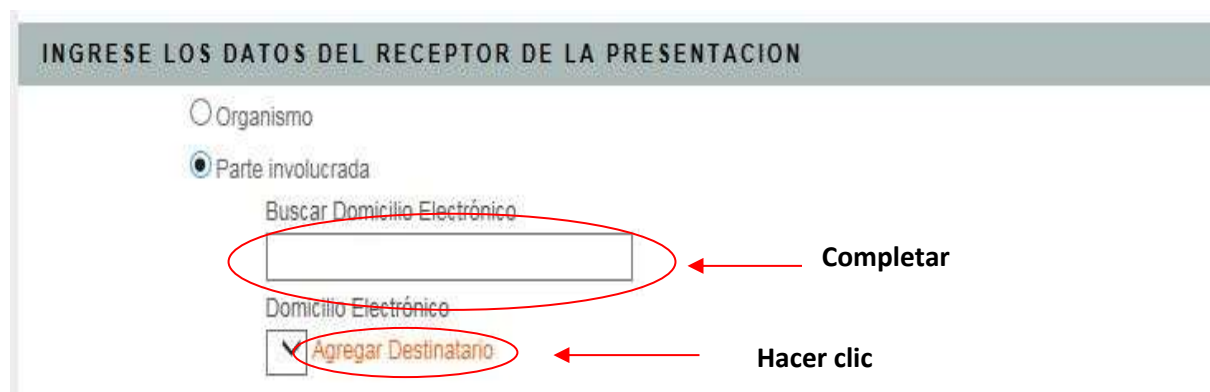 INGRESE LOS DATOS DEL RECEPTOR DE LA PRESENTACION
Organismo
Parte involucrada
Buscar Domicilio Electrónico
Completar
Domicilio Electrónico
Agregar Destinatario
Hacer clic